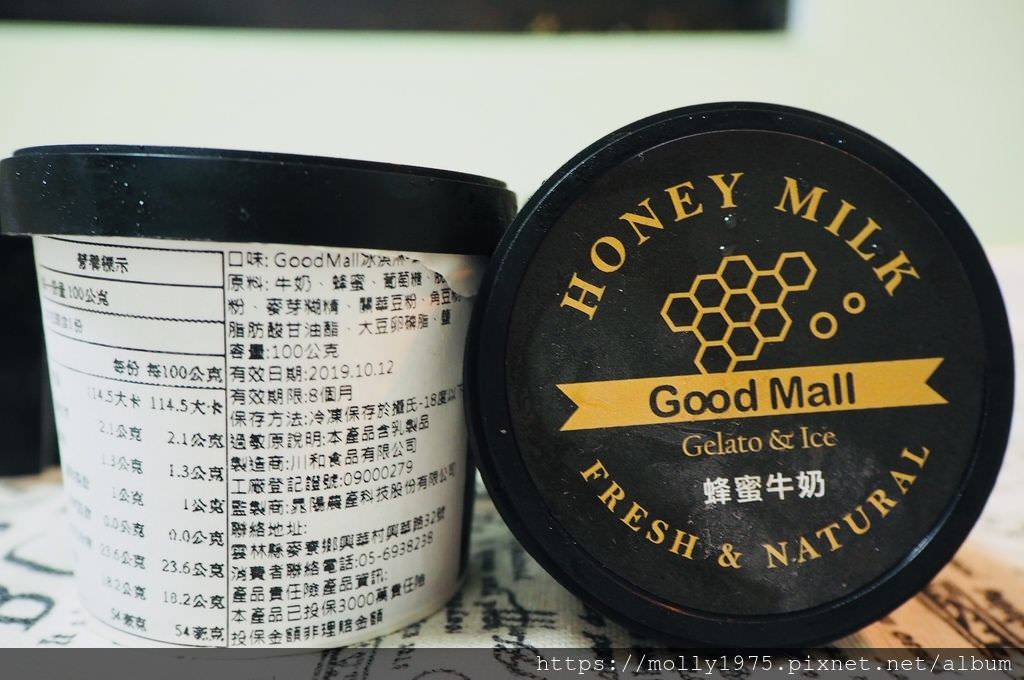 營養標示
量100公克
1份
每份 每100公克
114.5大卡 114.5大卡
2.1公克 2.1公克
1.3公克 1.3公克
1公克 1公克
0.0公克 0.0公克
23.6公克 23.6公克
18.2公克 18.2公克
54毫克 54毫克
口味: GoodMall冰淇淋
原料: 牛奶、蜂蜜、葡萄糖、脫
粉、麥芽糊精、關華豆粉、角豆
脂肪酸甘油酯、大豆卵磷脂、鹽
容量:100公克
有效日期:2019.10.12
有效期限:8個月
保存方法:冷凍保存於攝氏-18度以下
過敏原說明:本產品含乳製品
製造商:川和食品有限公司
工廠登記證號:09000279
監製商:晁陽農產科技股份有限公司
聯絡地址:
雲林縣麥寮鄉興華村興華路32號
消費者聯絡電話:05-6938238
產品責任險產品資訊:
本產品已投保3000萬責任險
投保金額非理賠金額
HONEY MILK
Good Mall
Gelato & Ice
蜂蜜牛奶
FRESH & NATURAL
https://molly1975.pixnet.net/album